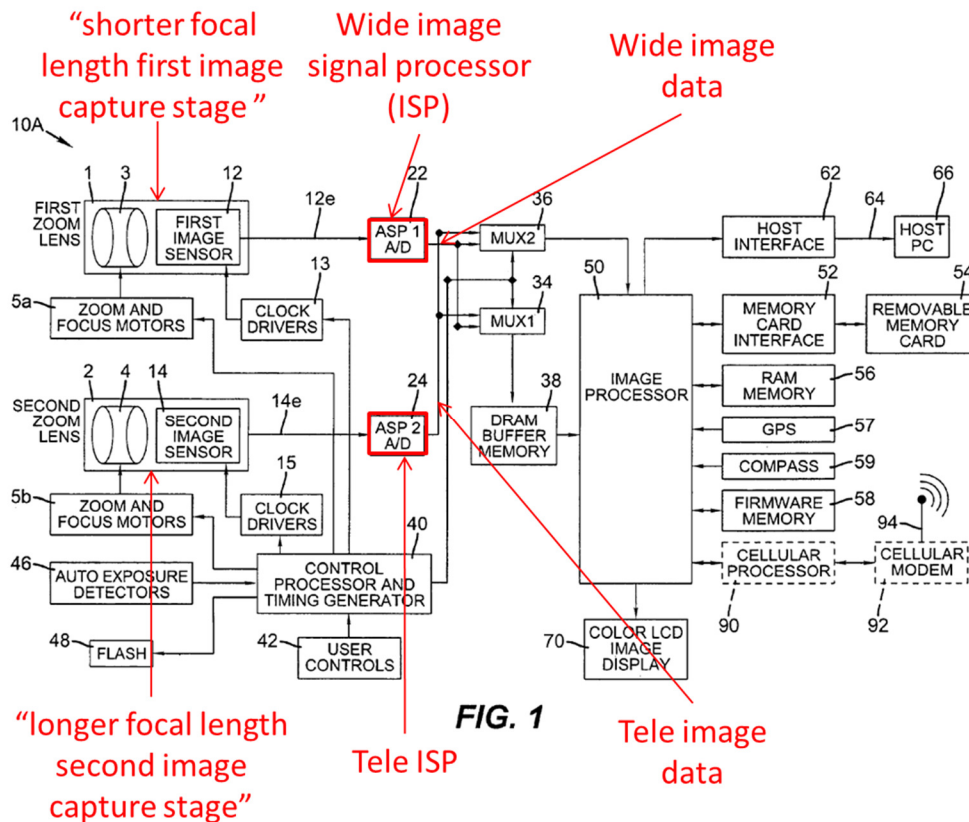 “shorter focal
length first image
capture stage ”
Wide image
signal processor
(ISP)
Wide image
data
10A
1
3
12
FIRST
ZOOM
LENS
FIRST
IMAGE
SENSOR
12e
22
ASP 1
A/D
36
MUX2
62
HOST
INTERFACE
64
66
HOST
PC
5a
ZOOM AND
FOCUS MOTORS
13
CLOCK
DRIVERS
34
MUX1
50
IMAGE
PROCESSOR
52
MEMORY
CARD
INTERFACE
54
REMOVABLE
MEMORY
CARD
2
4
14
SECOND
ZOOM
LENS
SECOND
IMAGE
SENSOR
14e
24
ASP 2
A/D
38
DRAM
BUFFER
MEMORY
RAM
MEMORY
56
GPS
57
COMPASS
59
5b
ZOOM AND
FOCUS MOTORS
15
CLOCK
DRIVERS
FIRMWARE
MEMORY
58
94
46
AUTO EXPOSURE
DETECTORS
40
CONTROL
PROCESSOR AND
TIMING GENERATOR
CELLULAR
PROCESSOR
90
CELLULAR
MODEM
92
48
FLASH
42
USER
CONTROLS
70
COLOR LCD
IMAGE
DISPLAY
FIG. 1
“longer focal length
second image
capture stage”
Tele ISP
Tele image
data